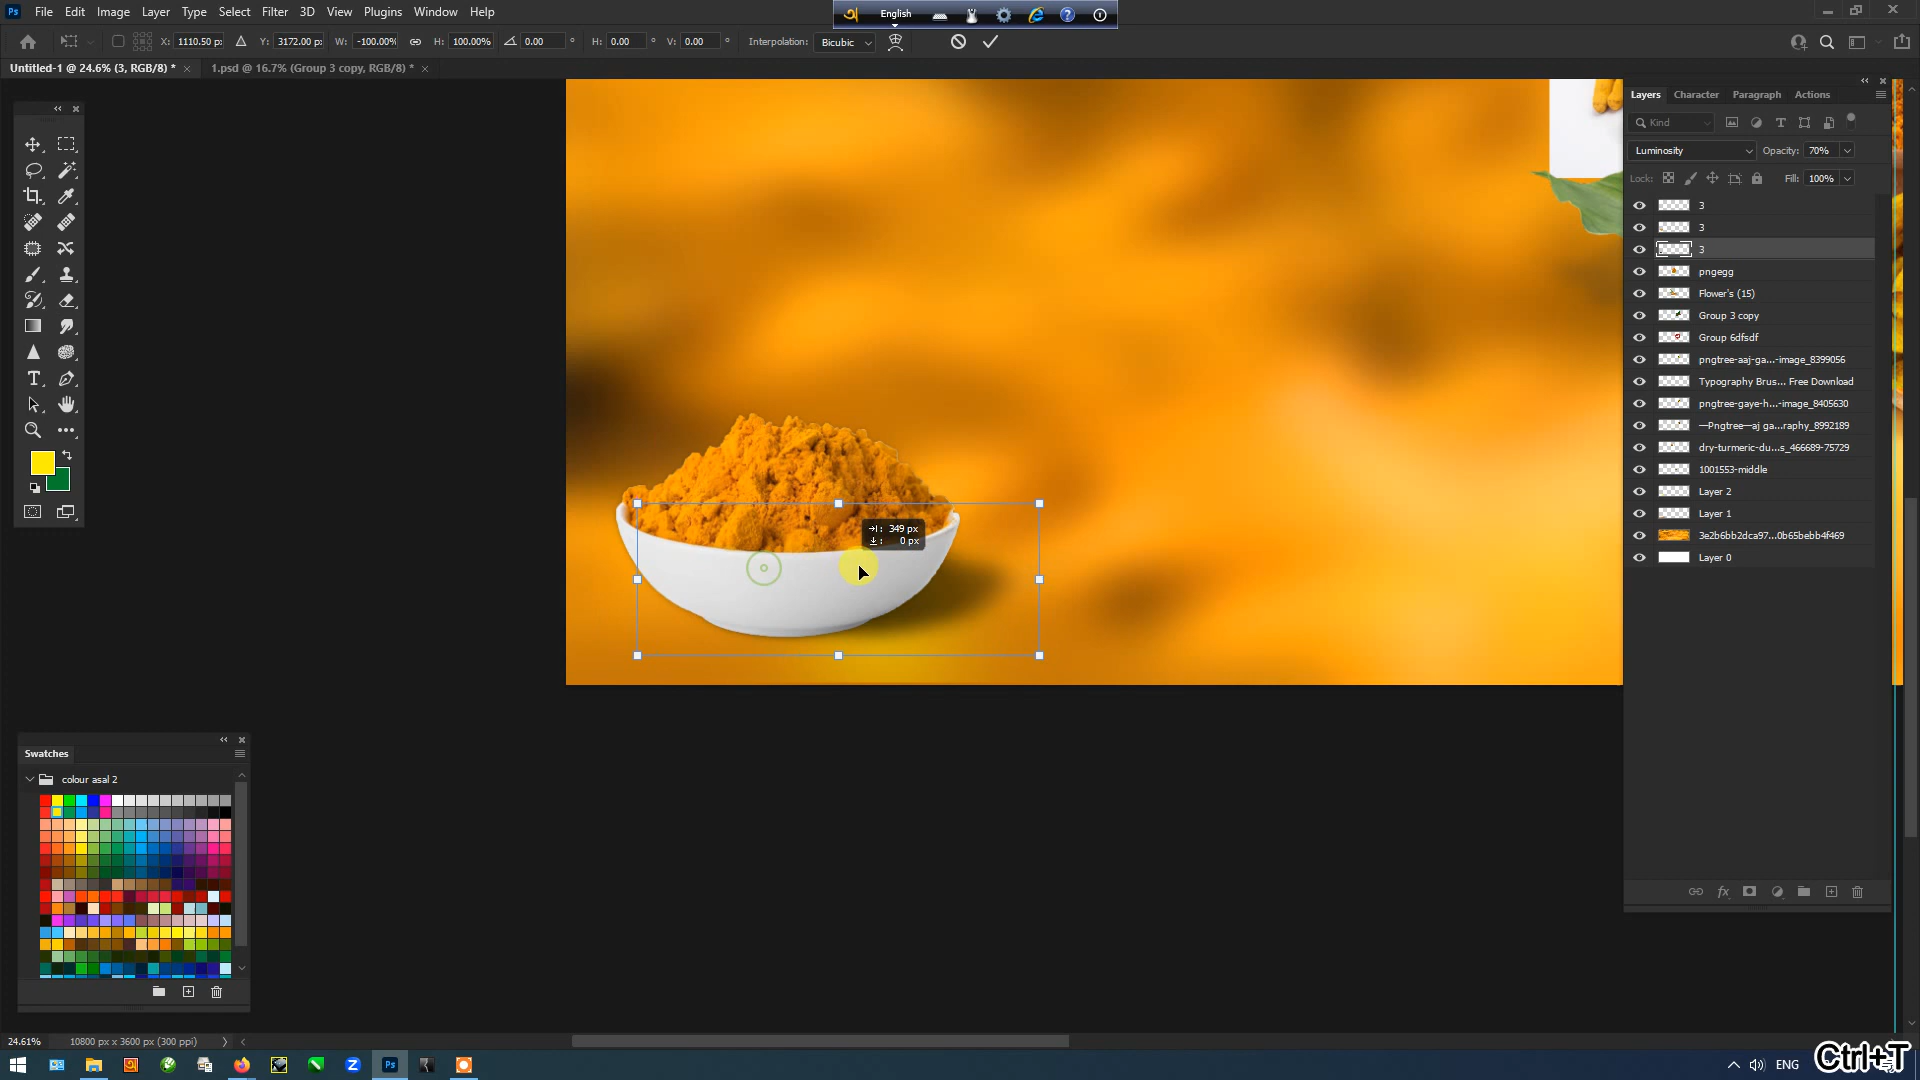 File Edit Image Layer Type Select Filter 3D View Plugins Window Help
English
X: 1110.50 px Y: 3172.00 px W: -100.00% H: 100.00% 0.00 ° H: 0.00 ° V: 0.00 ° Interpolation: Bicubic
Untitled-1 @ 24.6% (3, RGB/8) * × 1.psd @ 16.7% (Group 3 copy, RGB/8) * ×
Layers Character Paragraph Actions
Kind
Luminosity Opacity: 70%
Lock: Fill: 100%
3
3
3
pngegg
Flower's (15)
Group 3 copy
Group 6dfsdf
pngtree-aaj-ga...-image_8399056
Typography Brus... Free Download
pngtree-gaye-h...-image_8405630
—Pngtree—aj ga...raphy_8992189
dry-turmeric-du...s_466689-75729
1001553-middle
Layer 2
Layer 1
3e2b6bb2dca97...0b65bebb4f469
Layer 0
349 px
0 px
Swatches
colour asal 2
24.61% 10800 px x 3600 px (300 ppi)
ENG
Ctrl+T